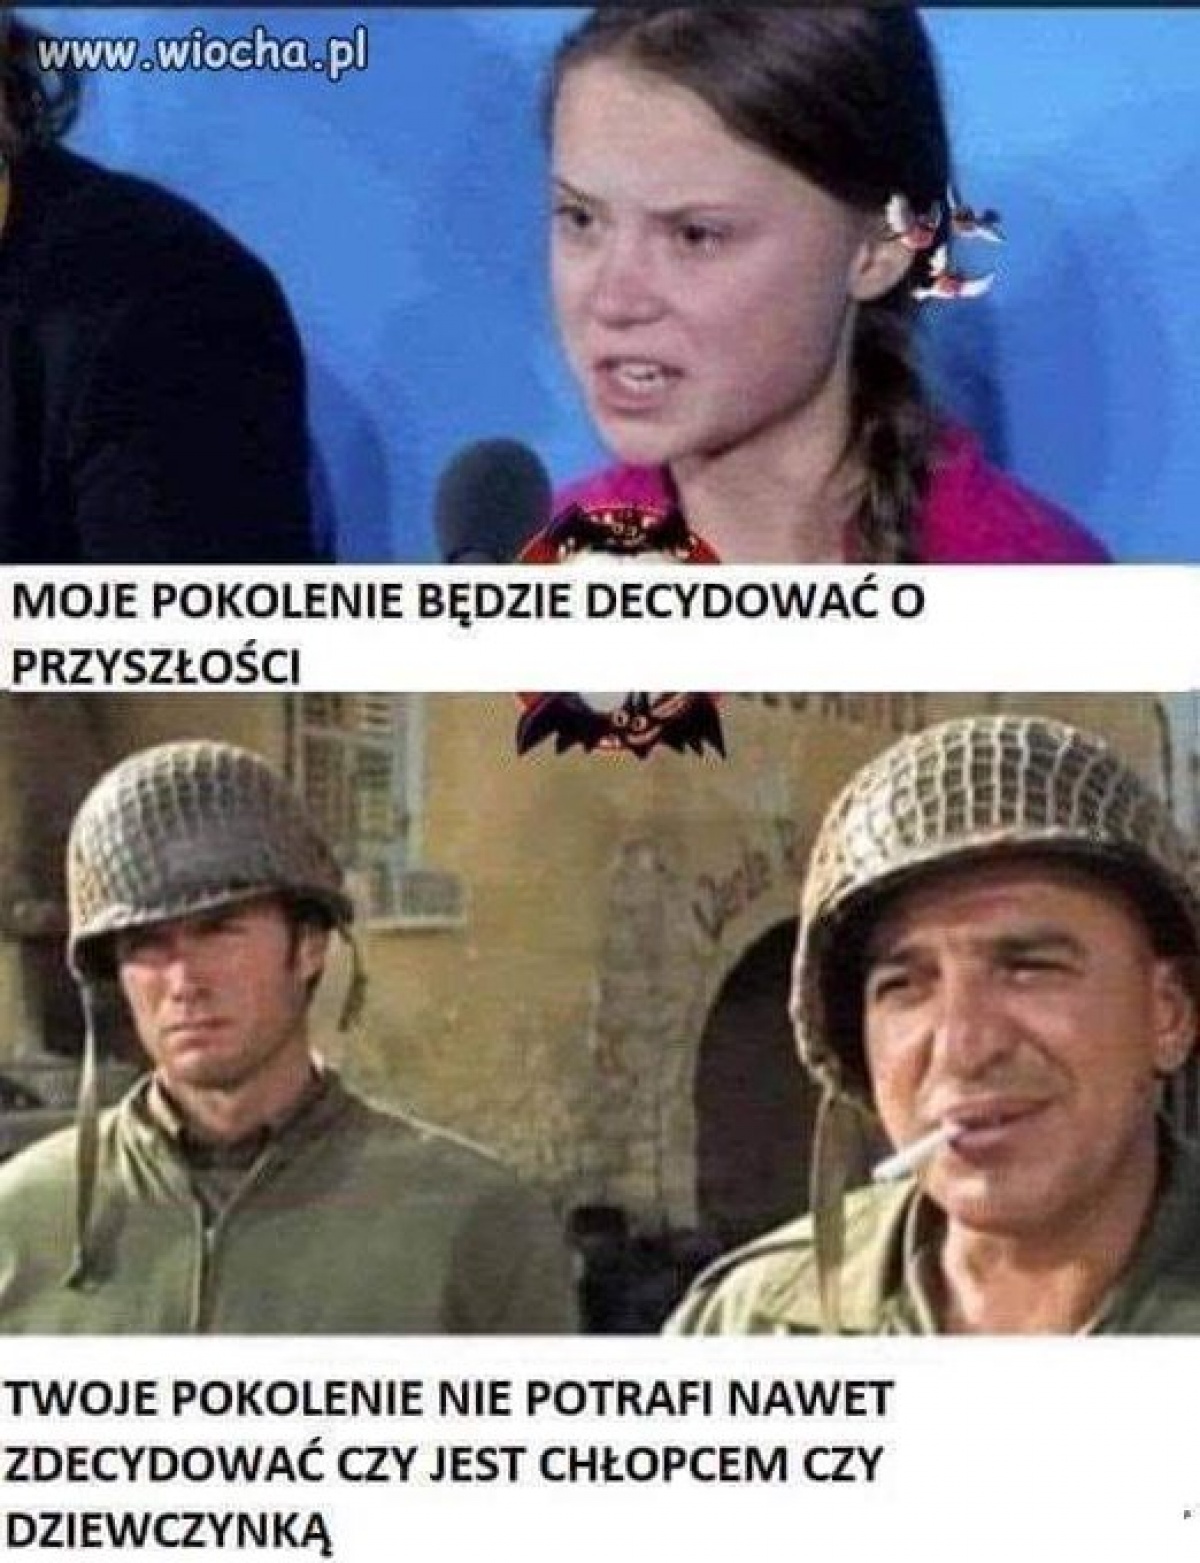 www.wiocha.pl
MOJE POKOLENIE BĘDZIE DECYDOWAĆ O
PRZYSZŁOŚCI
TWOJE POKOLENIE NIE POTRAFI NAWET
ZDECYDOWAĆ CZY JEST CHŁOPCEM CZY
DZIEWCZYNKĄ